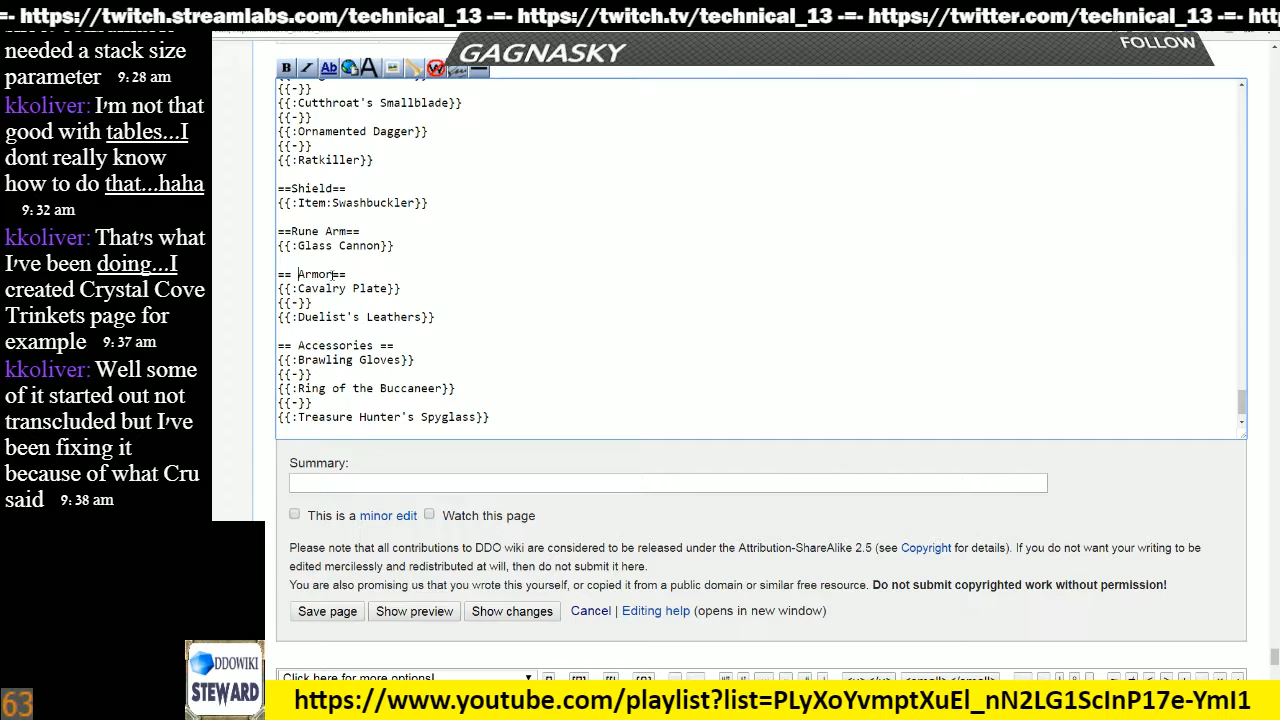 =- https://twitch.streamlabs.com/technical_13 -=- https://twitch.tv/technical_13 -=- https://twitter.com/technical_13 -=- http
needed a stack size
parameter 9:28 am
kkoliver: I'm not that
good with tables...I
dont really know
how to do that...haha
9:32 am
kkoliver: That's what
I've been doing...I
created Crystal Cove
Trinkets page for
example 9:37 am
kkoliver: Well some
of it started out not
transcluded but I've
been fixing it
because of what Cru
said 9:38 am
GAGNASKY
FOLLOW
B I Ab A W
{{-}}
{{:Cutthroat's Smallblade}}
{{-}}
{{:Ornamented Dagger}}
{{-}}
{{:Ratkiller}}
==Shield==
{{:Item:Swashbuckler}}
==Rune Arm==
{{:Glass Cannon}}
== Armor==
{{:Cavalry Plate}}
{{-}}
{{:Duelist's Leathers}}
== Accessories ==
{{:Brawling Gloves}}
{{-}}
{{:Ring of the Buccaneer}}
{{-}}
{{:Treasure Hunter's Spyglass}}
Summary:
This is a minor edit Watch this page
Please note that all contributions to DDO wiki are considered to be released under the Attribution-ShareAlike 2.5 (see Copyright for details). If you do not want your writing to be
edited mercilessly and redistributed at will, then do not submit it here.
You are also promising us that you wrote this yourself, or copied it from a public domain or similar free resource. Do not submit copyrighted work without permission!
Save page Show preview Show changes Cancel | Editing help (opens in new window)
Click here for more options!
DDOWIKI
STEWARD
63
https://www.youtube.com/playlist?list=PLyXoYvmptXuEl_nN2LG1ScInP17e-YmI1